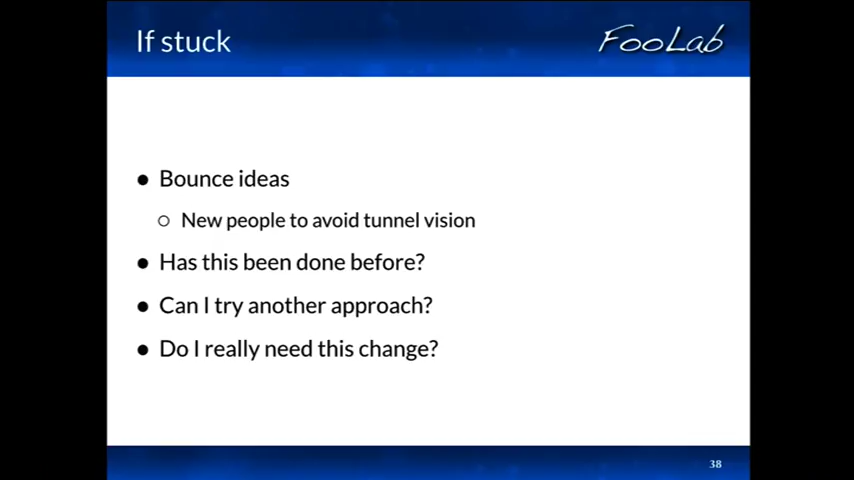 If stuck
FooLab
● Bounce ideas
○ New people to avoid tunnel vision
● Has this been done before?
● Can I try another approach?
● Do I really need this change?
38